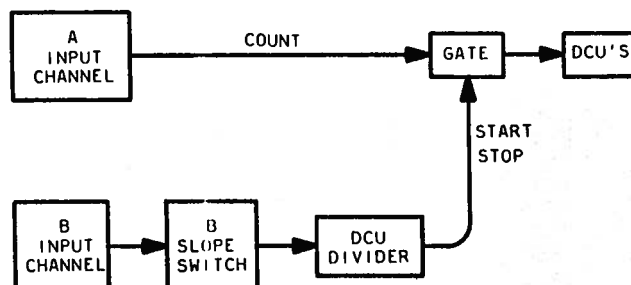 A
INPUT
CHANNEL
COUNT
GATE
DCU'S
START
STOP
B
INPUT
CHANNEL
B
SLOPE
SWITCH
DCU
DIVIDER